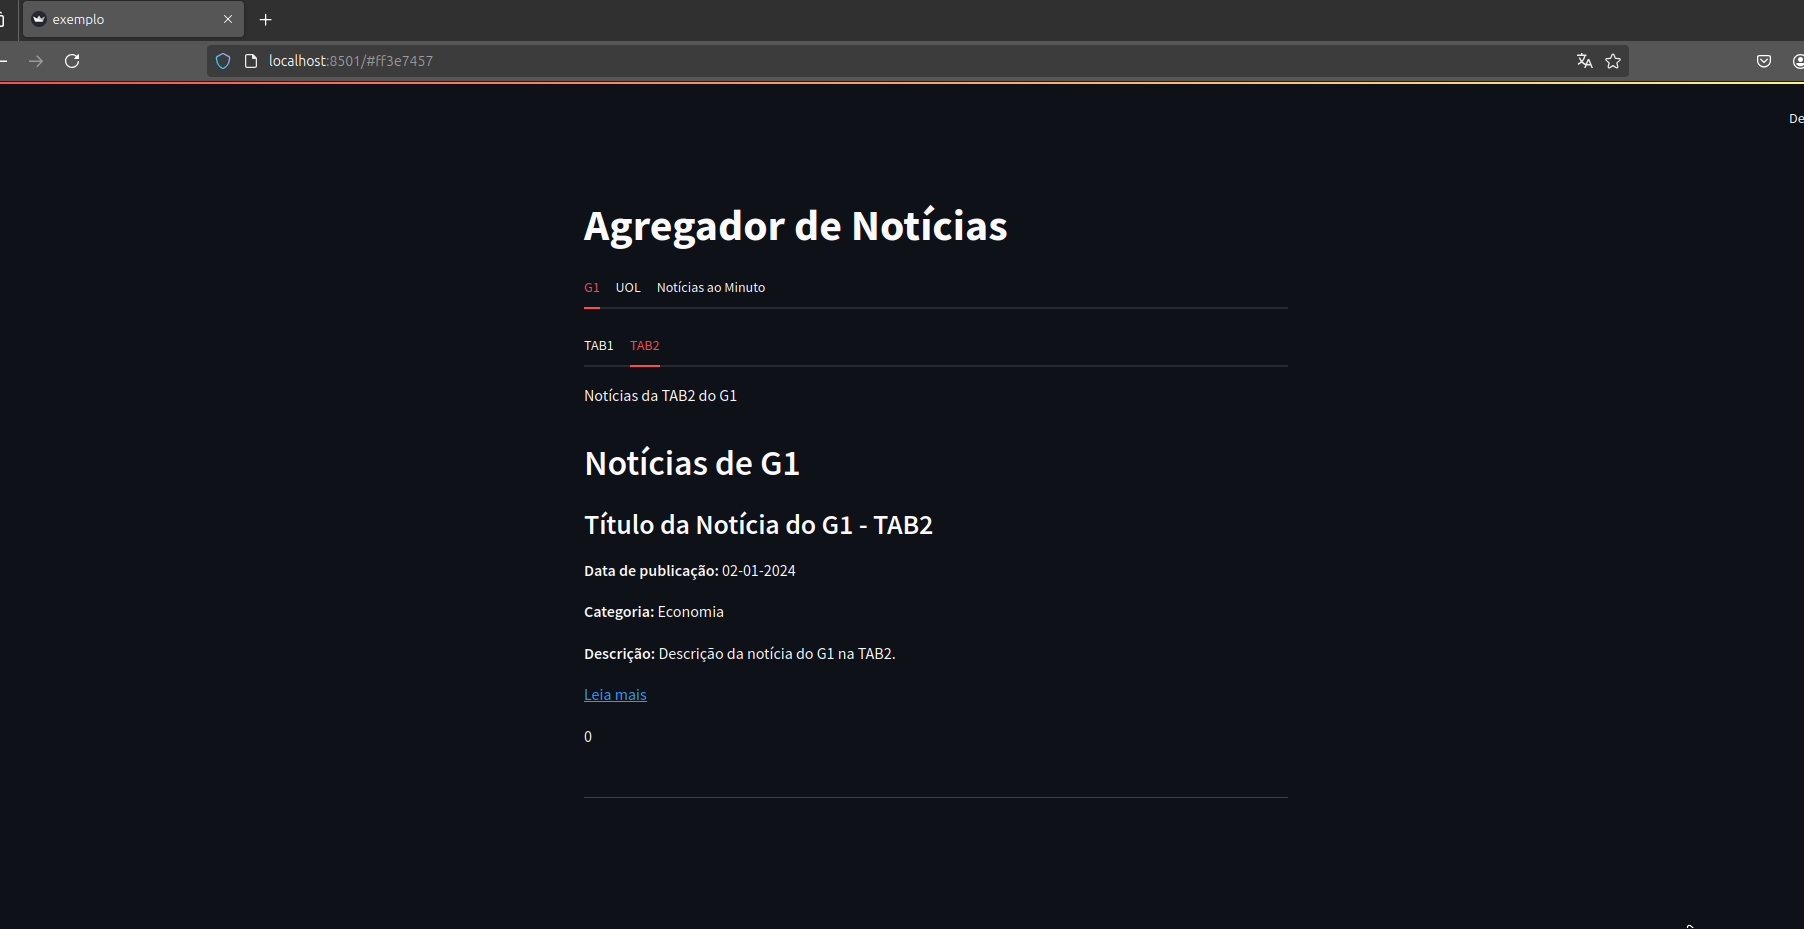 exemplo
localhost:8501/#ff3e7457
De
Agregador de Notícias
G1 UOL Notícias ao Minuto
TAB1 TAB2
Notícias da TAB2 do G1
Notícias de G1
Título da Notícia do G1 - TAB2
Data de publicação: 02-01-2024
Categoria: Economia
Descrição: Descrição da notícia do G1 na TAB2.
Leia mais
0